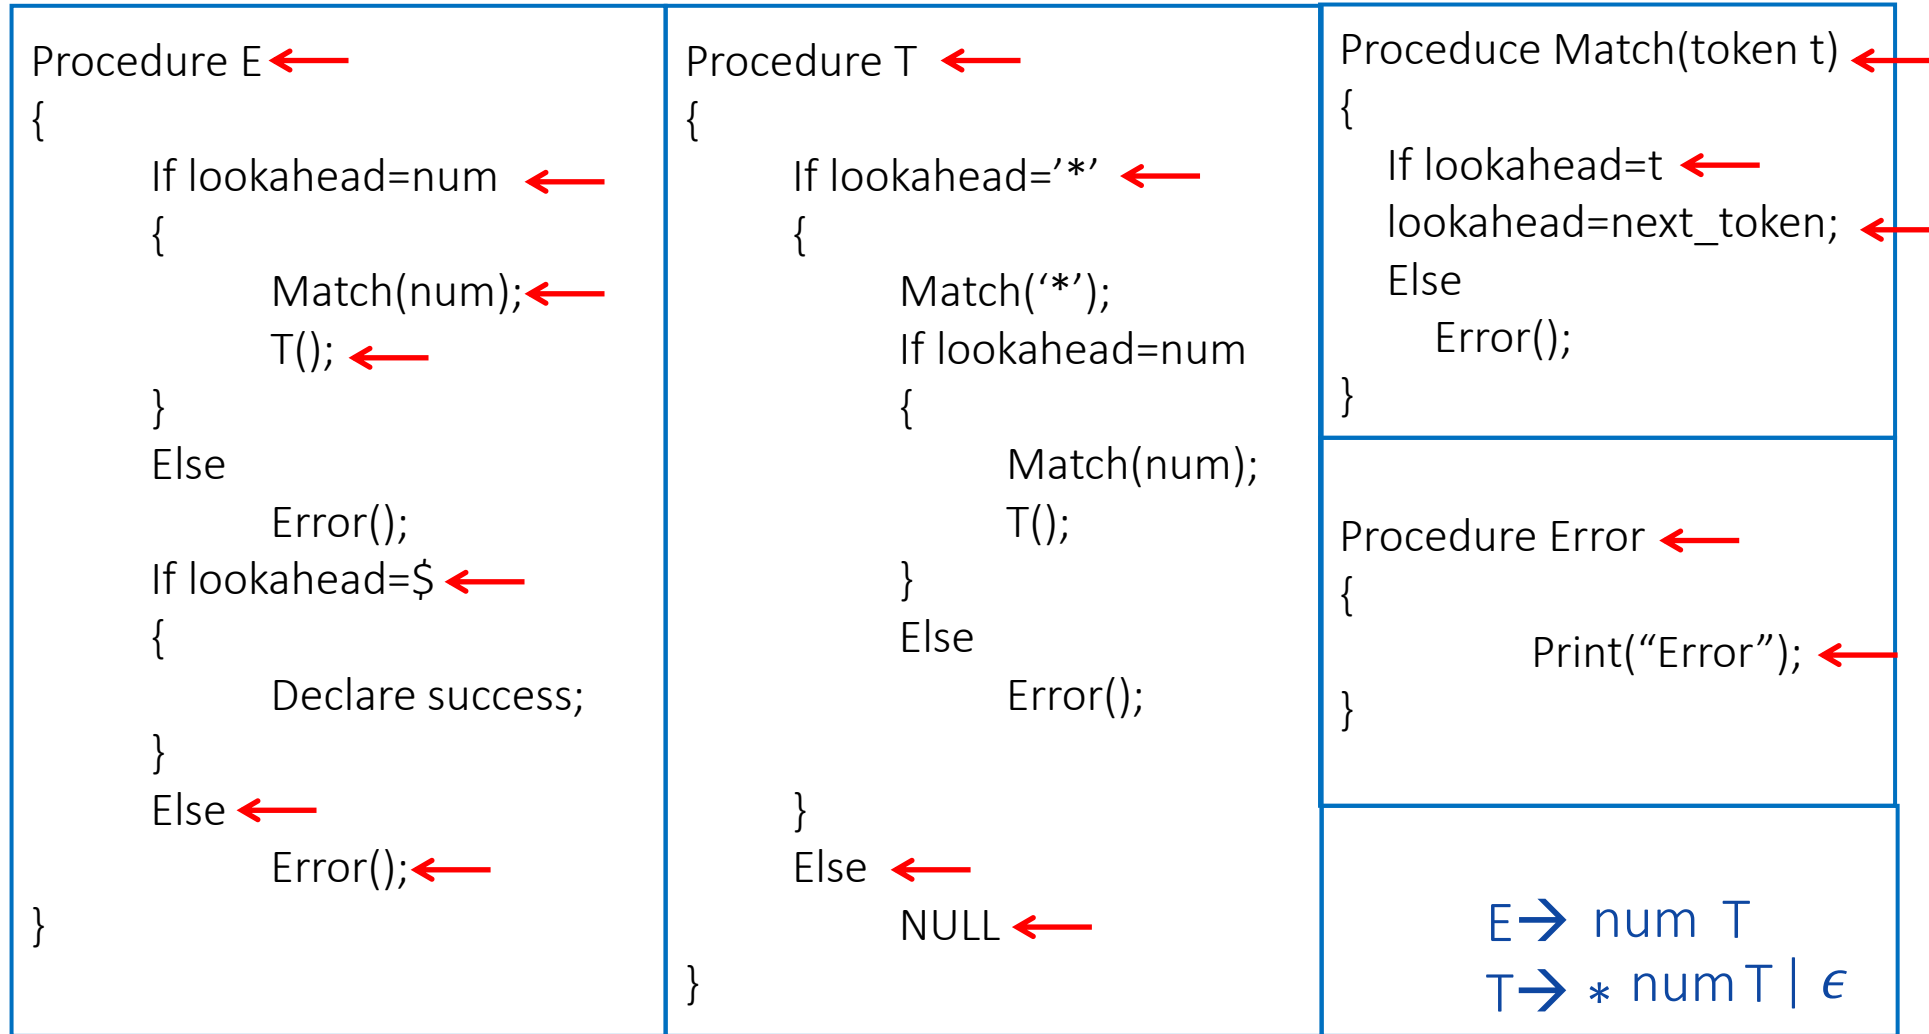 Procedure E
{
If lookahead=num
{
Match(num);
T();
}
Else
Error();
If lookahead=$
{
Declare success;
}
Else
Error();
}
Procedure T
{
If lookahead=’*’
{
Match(‘*’);
If lookahead=num
{
Match(num);
T();
}
Else
Error();
}
Else
NULL
}
Proceduce Match(token t)
{
If lookahead=t
lookahead=next_token;
Else
Error();
}
Procedure Error
{
Print(“Error”);
}
E→ num T
T→ * num T | ϵ